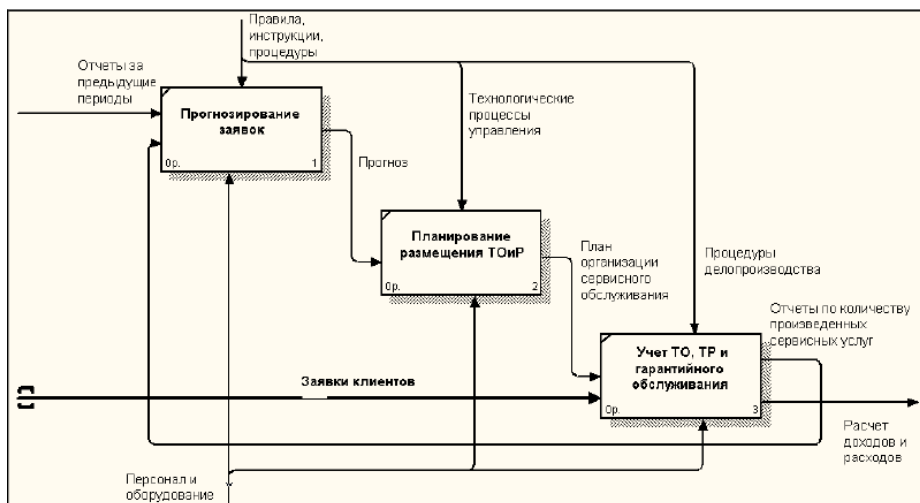 Правила,
инструкции,
процедуры
Отчеты за
предыдущие
периоды
Прогнозирование
заявок
0р.
1
Технологические
процессы
управления
Прогноз
Планирование
размещения ТОиР
0р.
2
План
организации
сервисного
обслуживания
Процедуры
делопроизводства
Отчеты по количеству
произведенных
сервисных услуг
Учет ТО, ТР и
гарантийного
обслуживания
0р.
3
Заявки клиентов
Расчет
доходов и
расходов
Персонал и
оборудование